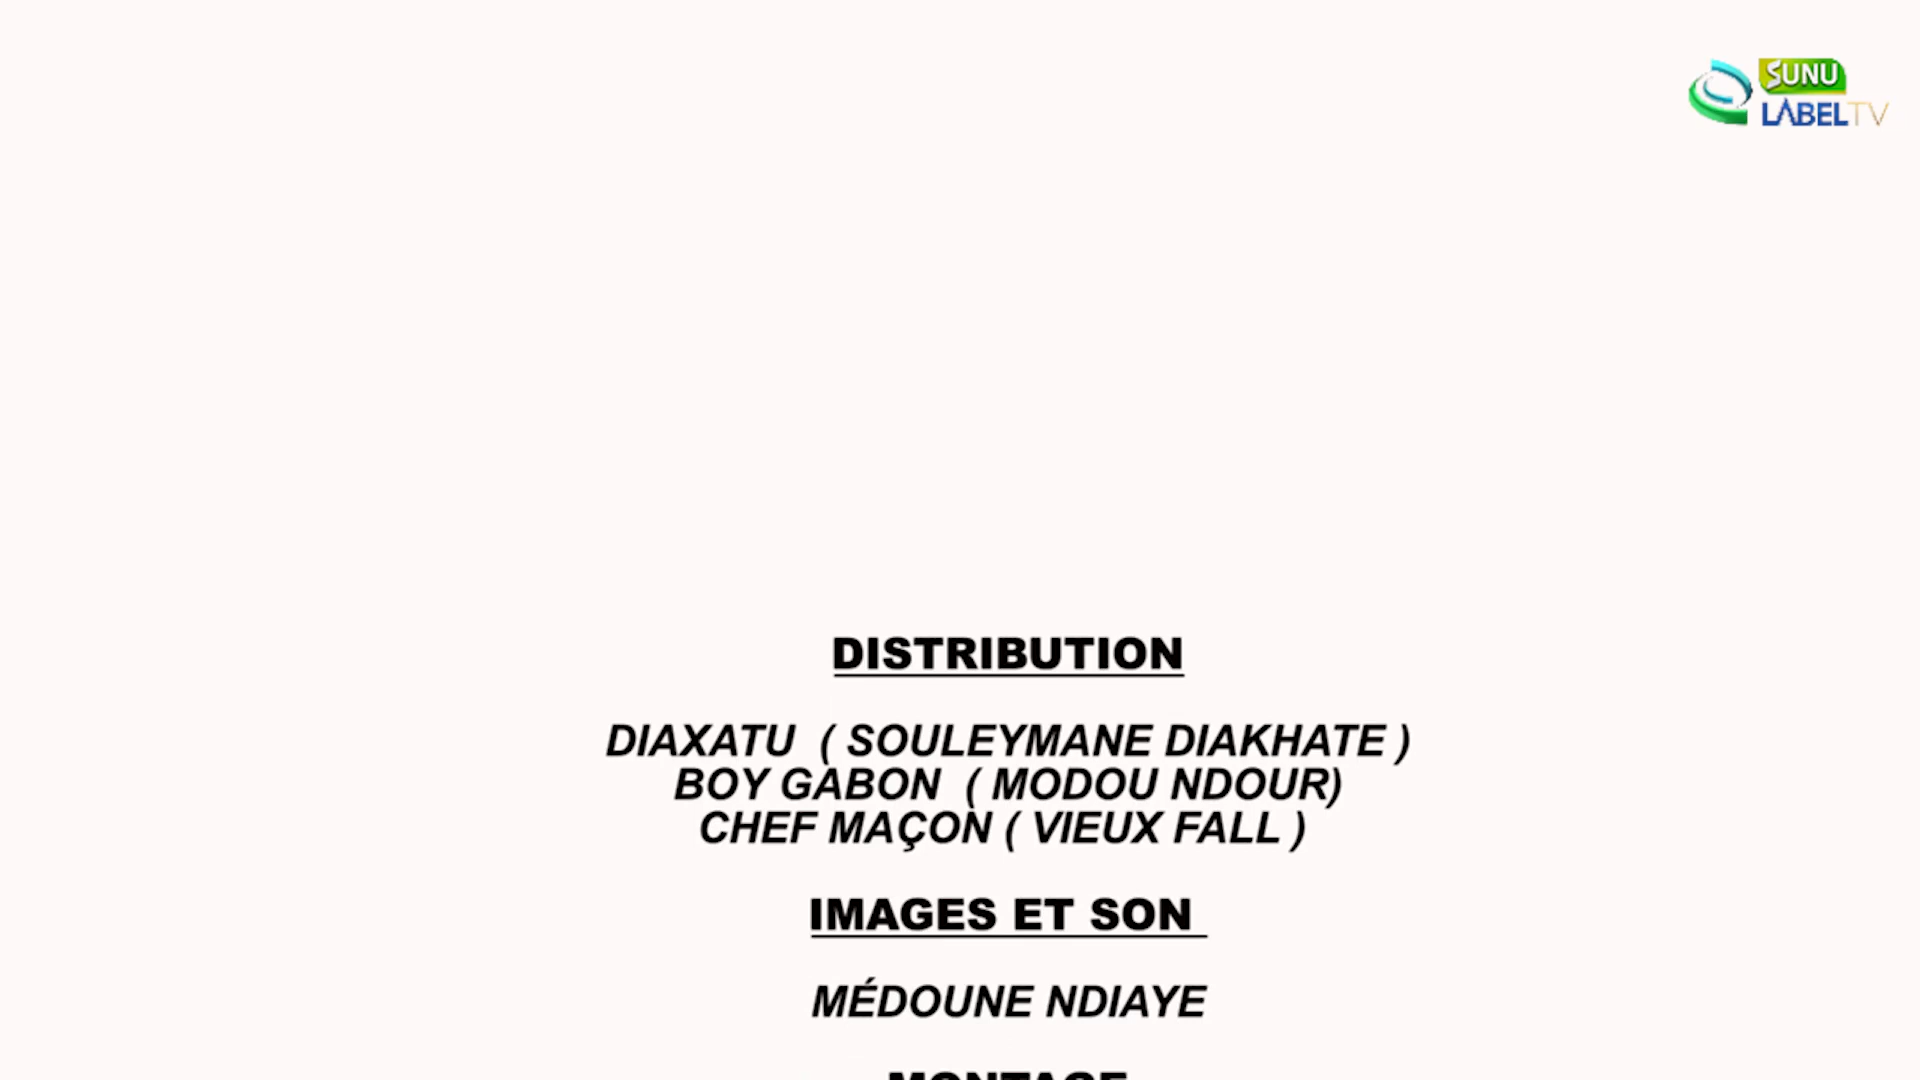 SUNU
LABEL TV
DISTRIBUTION
DIAXATU ( SOULEYMANE DIAKHATE )
BOY GABON ( MODOU NDOUR)
CHEF MAÇON ( VIEUX FALL )
IMAGES ET SON
MÉDOUNE NDIAYE
MONTAGE